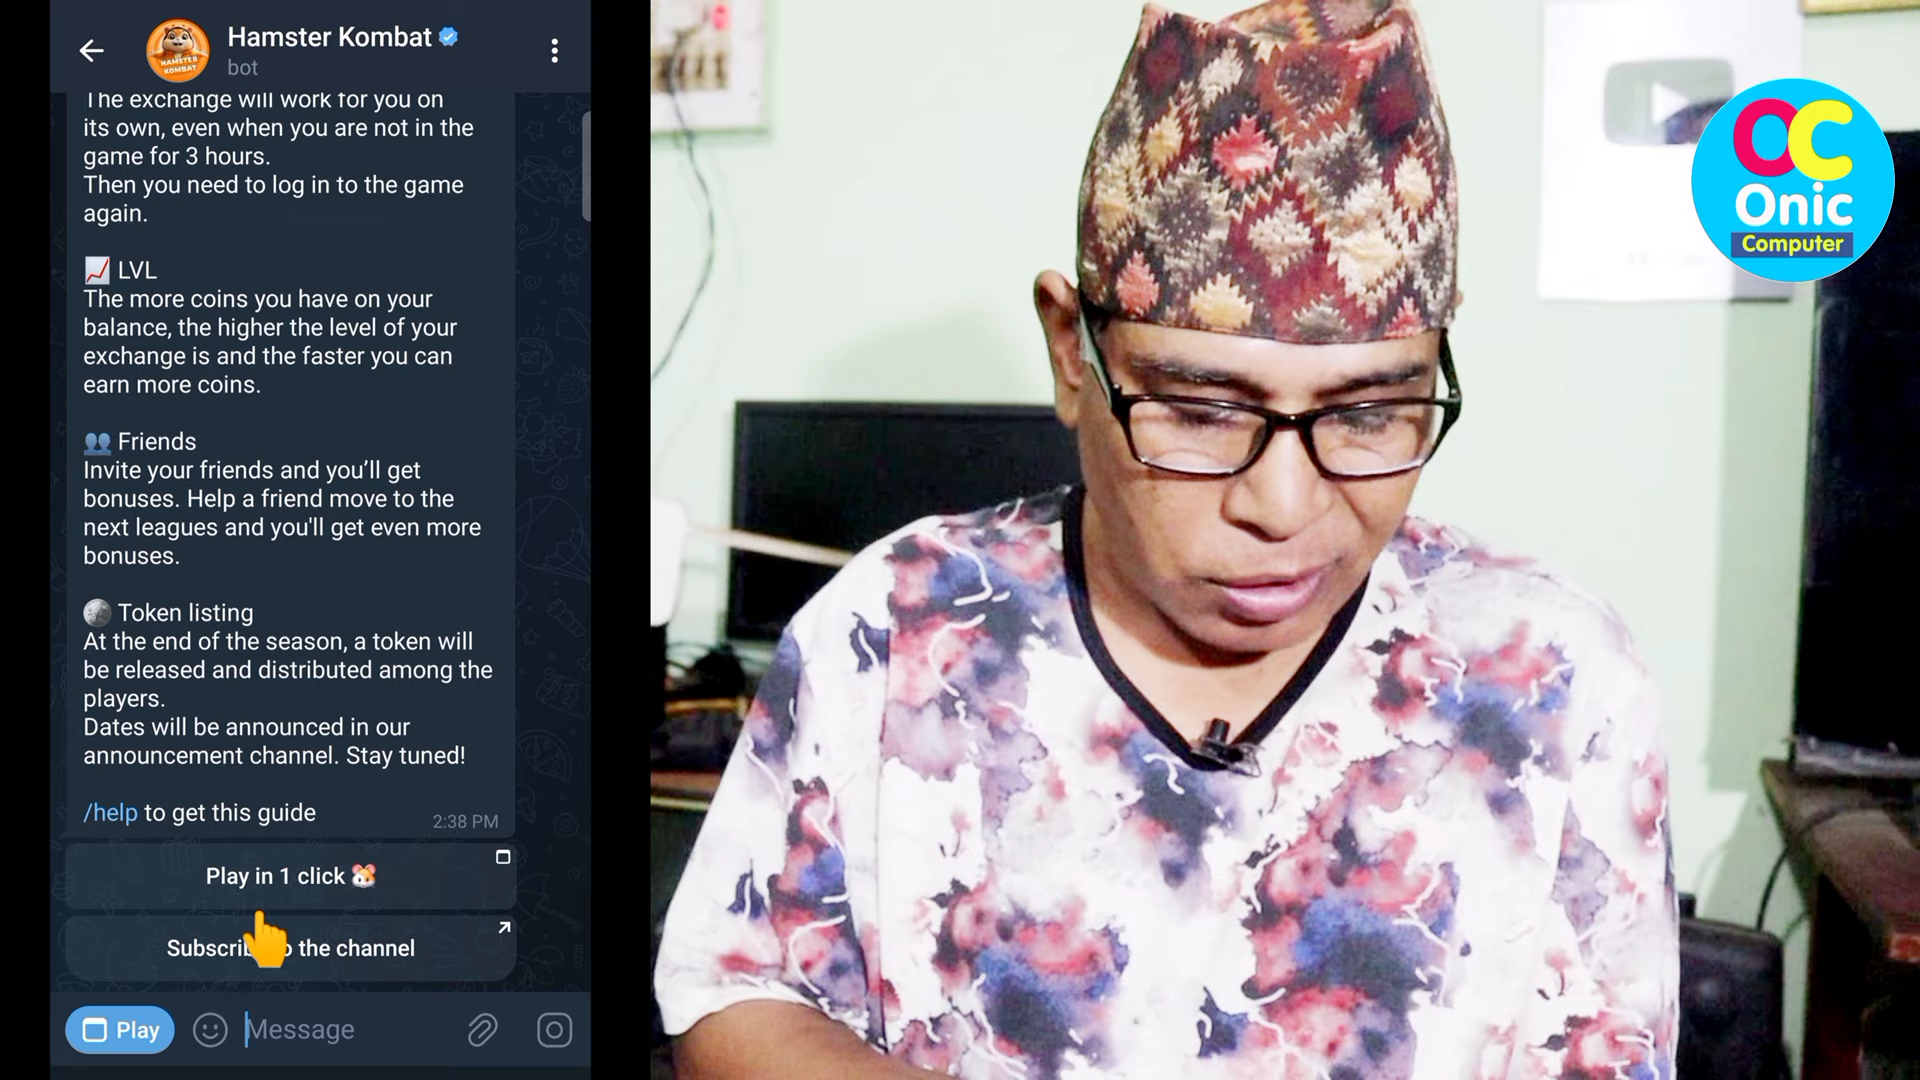 Hamster Kombat
bot
HAMSTER
KOMBAT
The exchange will work for you on
its own, even when you are not in the
game for 3 hours.
Then you need to log in to the game
again.
LVL
The more coins you have on your
balance, the higher the level of your
exchange is and the faster you can
earn more coins.
Friends
Invite your friends and you’ll get
bonuses. Help a friend move to the
next leagues and you'll get even more
bonuses.
Token listing
At the end of the season, a token will
be released and distributed among the
players.
Dates will be announced in our
announcement channel. Stay tuned!
/help to get this guide
2:38 PM
Play in 1 click
the channel
Play
Message
OC
Onic
Computer